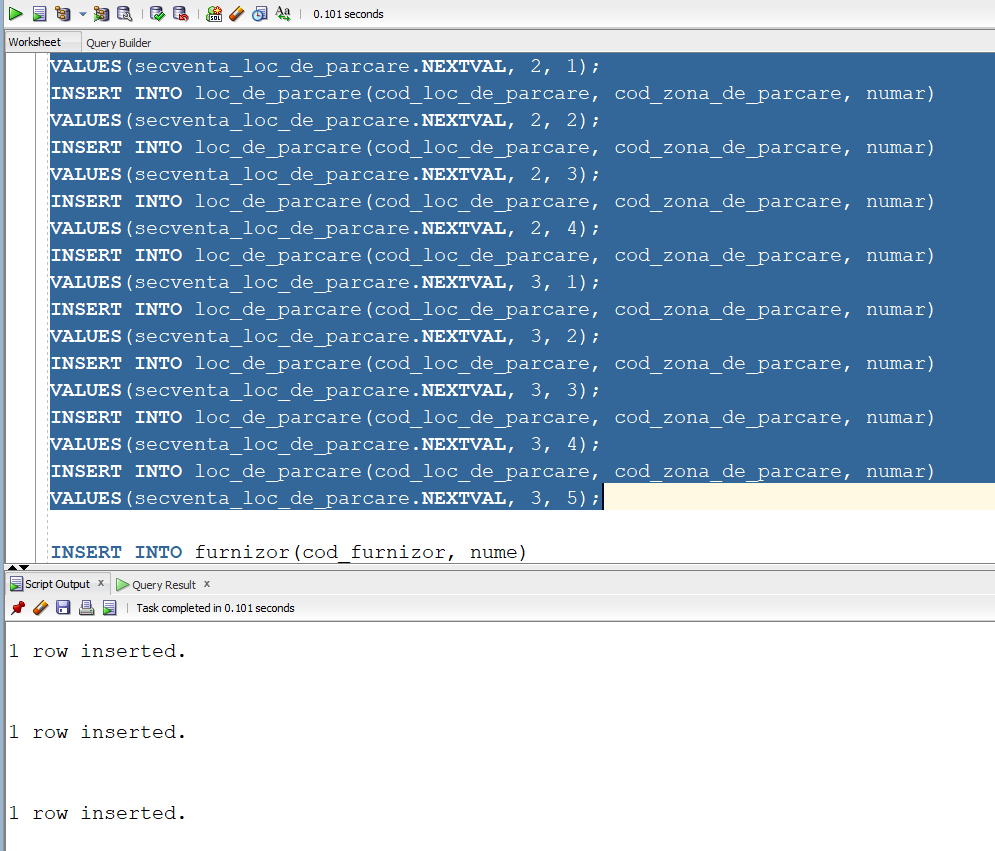 0.101 seconds
Worksheet Query Builder
VALUES(secventa_loc_de_parcare.NEXTVAL, 2, 1);
INSERT INTO loc_de_parcare(cod_loc_de_parcare, cod_zona_de_parcare, numar)
VALUES(secventa_loc_de_parcare.NEXTVAL, 2, 2);
INSERT INTO loc_de_parcare(cod_loc_de_parcare, cod_zona_de_parcare, numar)
VALUES(secventa_loc_de_parcare.NEXTVAL, 2, 3);
INSERT INTO loc_de_parcare(cod_loc_de_parcare, cod_zona_de_parcare, numar)
VALUES(secventa_loc_de_parcare.NEXTVAL, 2, 4);
INSERT INTO loc_de_parcare(cod_loc_de_parcare, cod_zona_de_parcare, numar)
VALUES(secventa_loc_de_parcare.NEXTVAL, 3, 1);
INSERT INTO loc_de_parcare(cod_loc_de_parcare, cod_zona_de_parcare, numar)
VALUES(secventa_loc_de_parcare.NEXTVAL, 3, 2);
INSERT INTO loc_de_parcare(cod_loc_de_parcare, cod_zona_de_parcare, numar)
VALUES(secventa_loc_de_parcare.NEXTVAL, 3, 3);
INSERT INTO loc_de_parcare(cod_loc_de_parcare, cod_zona_de_parcare, numar)
VALUES(secventa_loc_de_parcare.NEXTVAL, 3, 4);
INSERT INTO loc_de_parcare(cod_loc_de_parcare, cod_zona_de_parcare, numar)
VALUES(secventa_loc_de_parcare.NEXTVAL, 3, 5);
INSERT INTO furnizor(cod_furnizor, nume)
Script Output x Query Result x
Task completed in 0.101 seconds
1 row inserted.
1 row inserted.
1 row inserted.